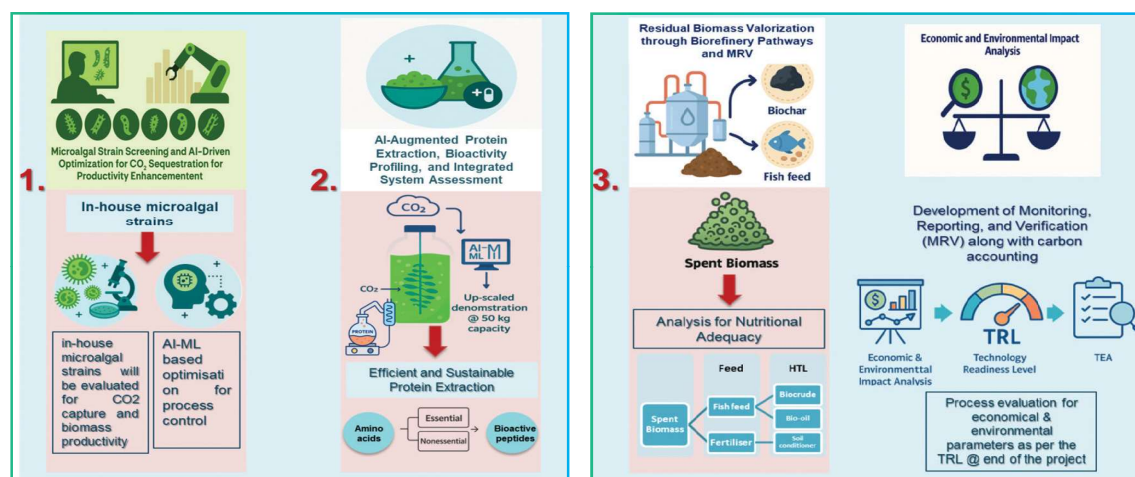 1.
Microalgal Strain Screening and AI-Driven
Optimization for CO₂ Sequestration for
Productivity Enhancement
In-house microalgal
strains
in-house
microalgal
strains will
be evaluated
for CO2
capture and
biomass
productivity
AI-ML
based
optimisati
on for
process
control
2.
AI-Augmented Protein
Extraction, Bioactivity
Profiling, and Integrated
System Assessment
CO₂
AI-M
ML
CO₂
PROTEIN
Up-scaled
denomstration
@ 50 kg
capacity
Efficient and Sustainable
Protein Extraction
Amino
acids
Essential
Nonessential
Bioactive
peptides
3.
Residual Biomass Valorization
through Biorefinery Pathways
and MRV
Biochar
Fish feed
Spent Biomass
Analysis for Nutritional
Adequacy
Feed
HTL
Spent
Biomass
Fish feed
Fertiliser
Biocrude
Bio-oil
Soil
conditioner
Economic and Environmental Impact
Analysis
Development of Monitoring,
Reporting, and Verification
(MRV) along with carbon
accounting
Economic &
Environmenttal
Impact Analysis
TRL
Technology
Readiness Level
TEA
Process evaluation for
economical &
environmental
parameters as per the
TRL @ end of the project